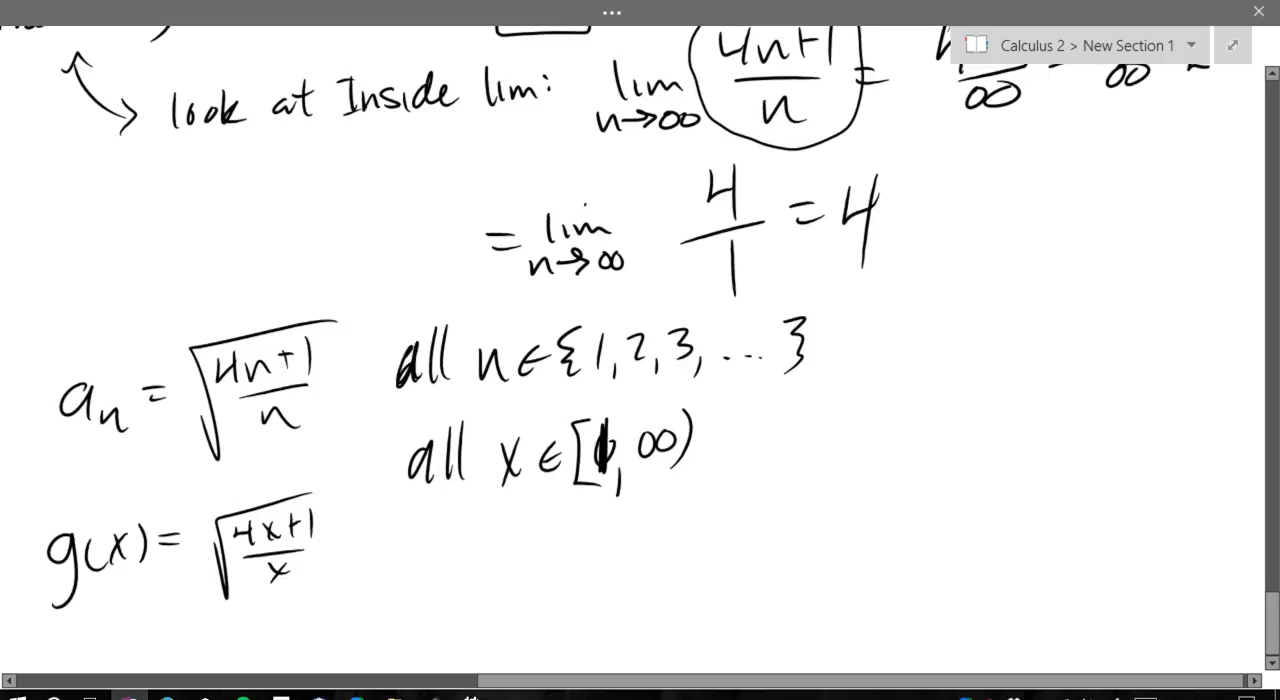 Calculus 2 > New Section 1
look at Inside lim: lim n→∞ (4n+1)/n =
= lim n→∞ 4/1 = 4
aₙ = √((4n+1)/n) all n ∈ {1, 2, 3, ... }
all x ∈ [1, ∞)
g(x) = √((4x+1)/x)